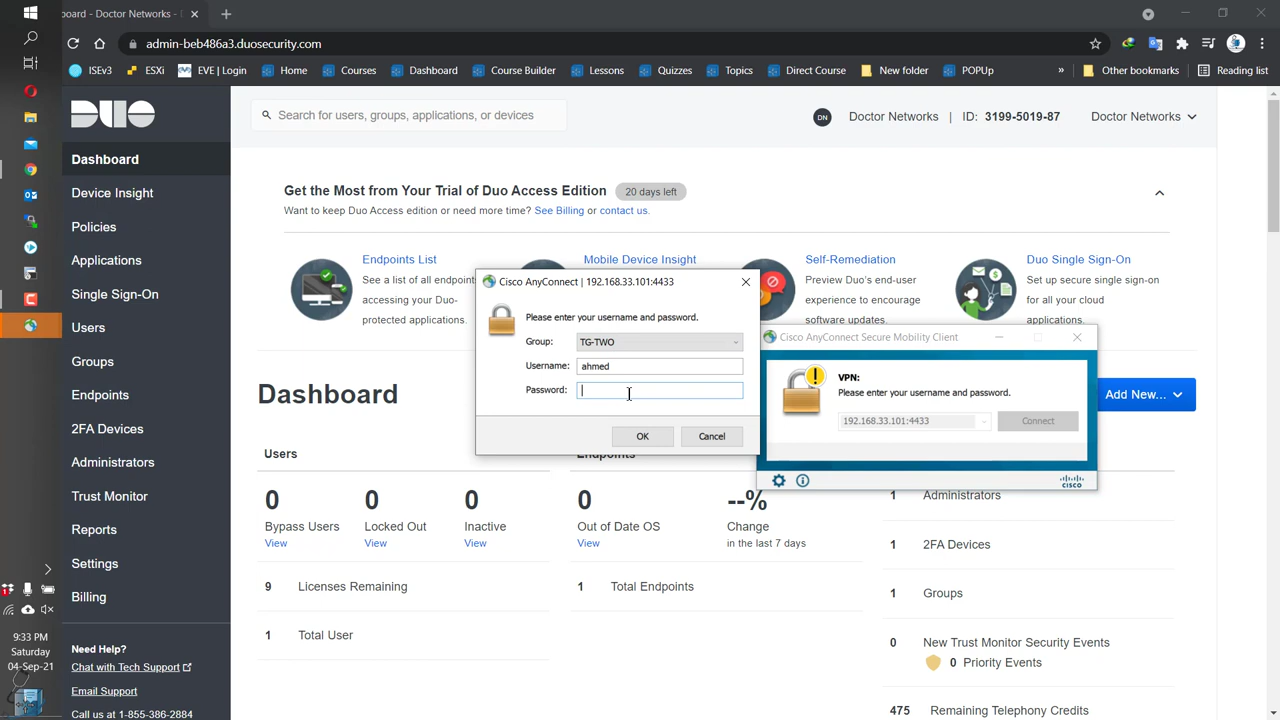 board - Doctor Networks -
admin-beb486a3.duosecurity.com
ISEv3 ESXi EVE | Login Home Courses Dashboard Course Builder Lessons Quizzes Topics Direct Course New folder POPUp » Other bookmarks Reading list
DUO
Search for users, groups, applications, or devices
DN Doctor Networks | ID: 3199-5019-87 Doctor Networks
Dashboard
Device Insight
Policies
Applications
Single Sign-On
Users
Groups
Endpoints
2FA Devices
Administrators
Trust Monitor
Reports
Settings
Billing
Need Help?
Chat with Tech Support
Email Support
Call us at 1-855-386-2884
Get the Most from Your Trial of Duo Access Edition 20 days left
Want to keep Duo Access edition or need more time? See Billing or contact us.
Endpoints List
See a list of all endpoint
accessing your Duo-
protected applications.
Mobile Device Insight
Self-Remediation
Preview Duo's end-user
experience to encourage
software updates.
Duo Single Sign-On
Set up secure single sign-on
for all your cloud
applications.
Cisco AnyConnect | 192.168.33.101:4433
Please enter your username and password.
Group: TG-TWO
Username: ahmed
Password:
OK Cancel
Cisco AnyConnect Secure Mobility Client
VPN:
Please enter your username and password.
192.168.33.101:4433 Connect
cisco
Dashboard
Add New...
Users
0 0 0
Bypass Users Locked Out Inactive
View View View
9 Licenses Remaining
1 Total User
Endpoints
0 --%
Out of Date OS Change
View in the last 7 days
1 Total Endpoints
1 Administrators
1 2FA Devices
1 Groups
0 New Trust Monitor Security Events
0 Priority Events
475 Remaining Telephony Credits
9:33 PM
Saturday
04-Sep-21